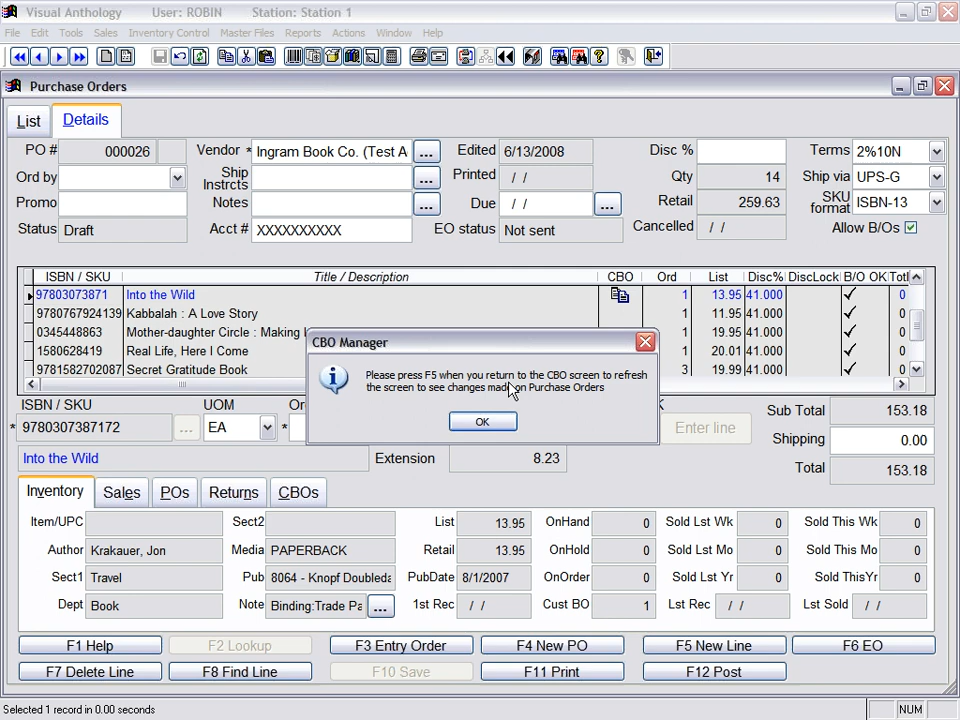 Visual Anthology User: ROBIN Station: Station 1
File Edit Tools Sales Inventory Control Master Files Reports Actions Window Help
Purchase Orders
List Details
PO # 000026 Vendor * Ingram Book Co. (Test A ... Edited 6/13/2008 Disc % Terms 2%10N
Ord by Ship Instrcts ... Printed / / Qty 14 Ship via UPS-G
Promo Notes ... Due / / ... Retail 259.63 SKU format ISBN-13
Status Draft Acct # XXXXXXXXXX EO status Not sent Cancelled / / Allow B/Os
ISBN / SKU Title / Description CBO Ord List Disc% DiscLock B/O OK Totl
97803073871 Into the Wild 1 13.95 41.000 0
9780767924139 Kabbalah : A Love Story 1 11.95 41.000 0
0345448863 Mother-daughter Circle : Making 1 19.95 41.000 0
1580628419 Real Life, Here I Come 1 20.01 41.000 0
9781582702087 Secret Gratitude Book 3 19.99 41.000 0
CBO Manager
Please press F5 when you return to the CBO screen to refresh
the screen to see changes made on Purchase Orders
OK
ISBN / SKU UOM Or K Sub Total 153.18
* 9780307387172 ... EA * Enter line Shipping 0.00
Into the Wild Extension 8.23 Total 153.18
Inventory Sales POs Returns CBOs
Item/UPC Sect2 List 13.95 OnHand 0 Sold Lst Wk 0 Sold This Wk 0
Author Krakauer, Jon Media PAPERBACK Retail 13.95 OnHold 0 Sold Lst Mo 0 Sold This Mo 0
Sect1 Travel Pub 8064 - Knopf Doubleda PubDate 8/1/2007 OnOrder 0 Sold Lst Yr 0 Sold ThisYr 0
Dept Book Note Binding:Trade Pa ... 1st Rec / / Cust BO 1 Lst Rec / / Lst Sold / /
F1 Help F2 Lookup F3 Entry Order F4 New PO F5 New Line F6 EO
F7 Delete Line F8 Find Line F10 Save F11 Print F12 Post
Selected 1 record in 0.00 seconds NUM